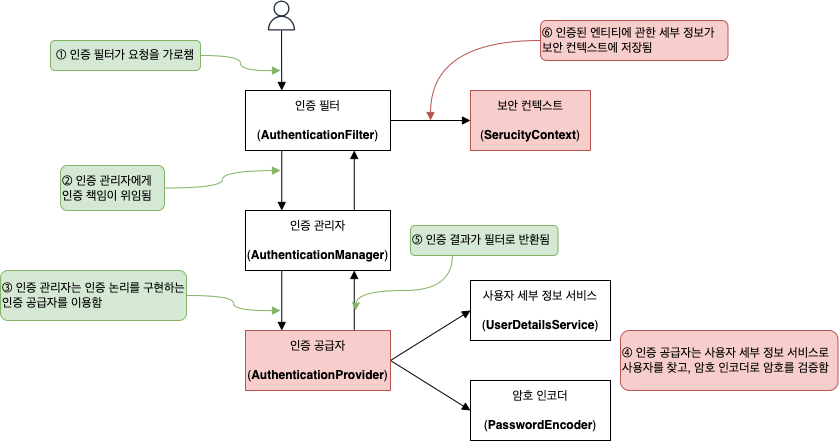 ① 인증 필터가 요청을 가로챔
⑥ 인증된 엔티티에 관한 세부 정보가
보안 컨텍스트에 저장됨
인증 필터
(AuthenticationFilter)
보안 컨텍스트
(SerucityContext)
② 인증 관리자에게
인증 책임이 위임됨
인증 관리자
(AuthenticationManager)
⑤ 인증 결과가 필터로 반환됨
③ 인증 관리자는 인증 논리를 구현하는
인증 공급자를 이용함
사용자 세부 정보 서비스
(UserDetailsService)
인증 공급자
(AuthenticationProvider)
④ 인증 공급자는 사용자 세부 정보 서비스로
사용자를 찾고, 암호 인코더로 암호를 검증함
암호 인코더
(PasswordEncoder)